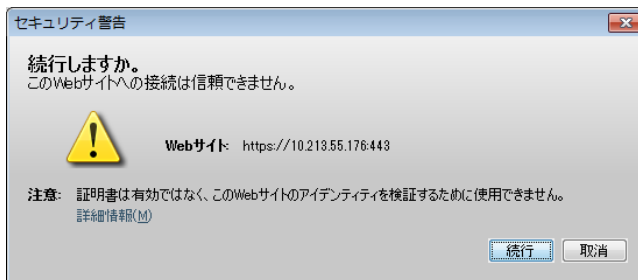 セキュリティ警告
続行しますか。
このWebサイトへの接続は信頼できません。
Webサイト: https://10.213.55.176:443
注意: 証明書は有効ではなく、このWebサイトのアイデンティティを検証するために使用できません。
詳細情報(M)
続行 取消